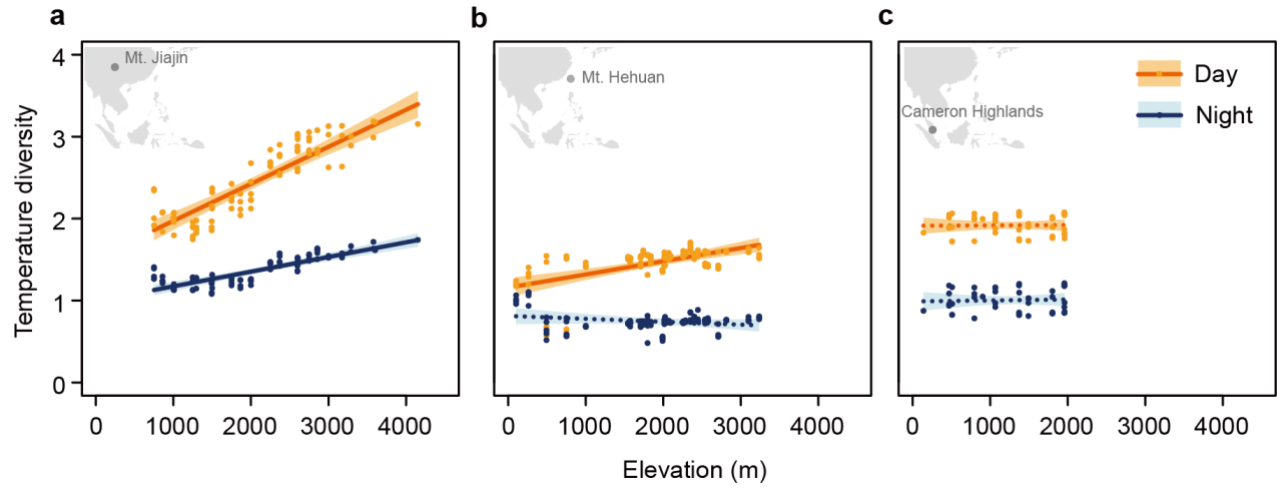 a
b
c
Mt. Jiajin
Mt. Hehuan
Cameron Highlands
Day
Night
Temperature diversity
4
3
2
1
0
0 1000 2000 3000 4000
0 1000 2000 3000 4000
0 1000 2000 3000 4000
Elevation (m)